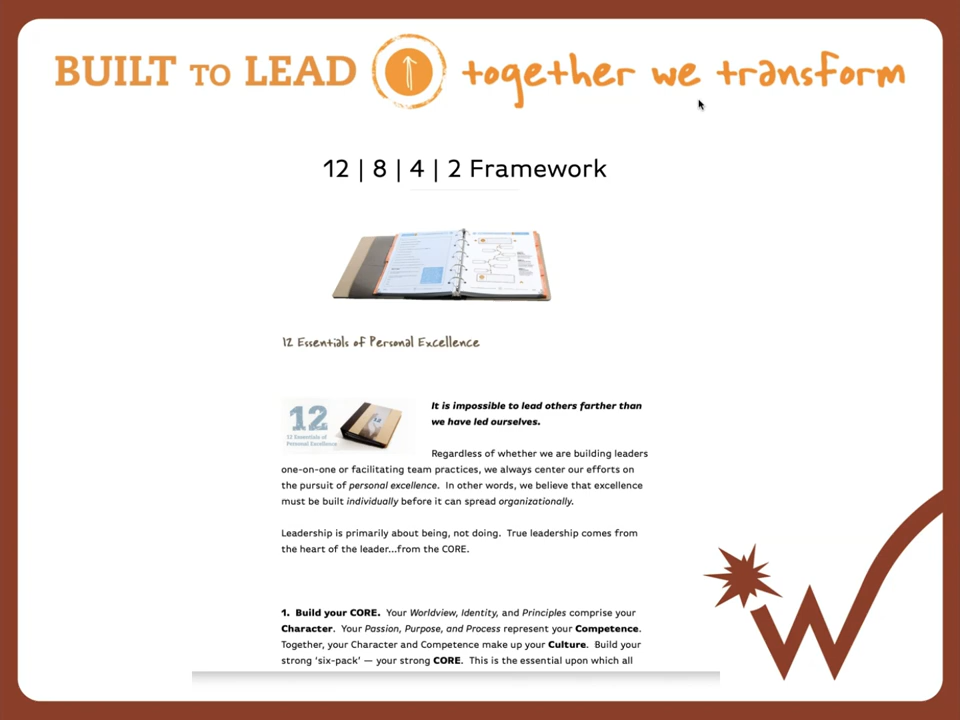 BUILT TO LEAD together we transform
12 | 8 | 4 | 2 Framework
12 Essentials of Personal Excellence
12
12 Essentials of
Personal Excellence
It is impossible to lead others farther than
we have led ourselves.
Regardless of whether we are building leaders
one-on-one or facilitating team practices, we always center our efforts on
the pursuit of personal excellence. In other words, we believe that excellence
must be built individually before it can spread organizationally.
Leadership is primarily about being, not doing. True leadership comes from
the heart of the leader...from the CORE.
1. Build your CORE. Your Worldview, Identity, and Principles comprise your
Character. Your Passion, Purpose, and Process represent your Competence.
Together, your Character and Competence make up your Culture. Build your
strong ‘six-pack’ — your strong CORE. This is the essential upon which all
W